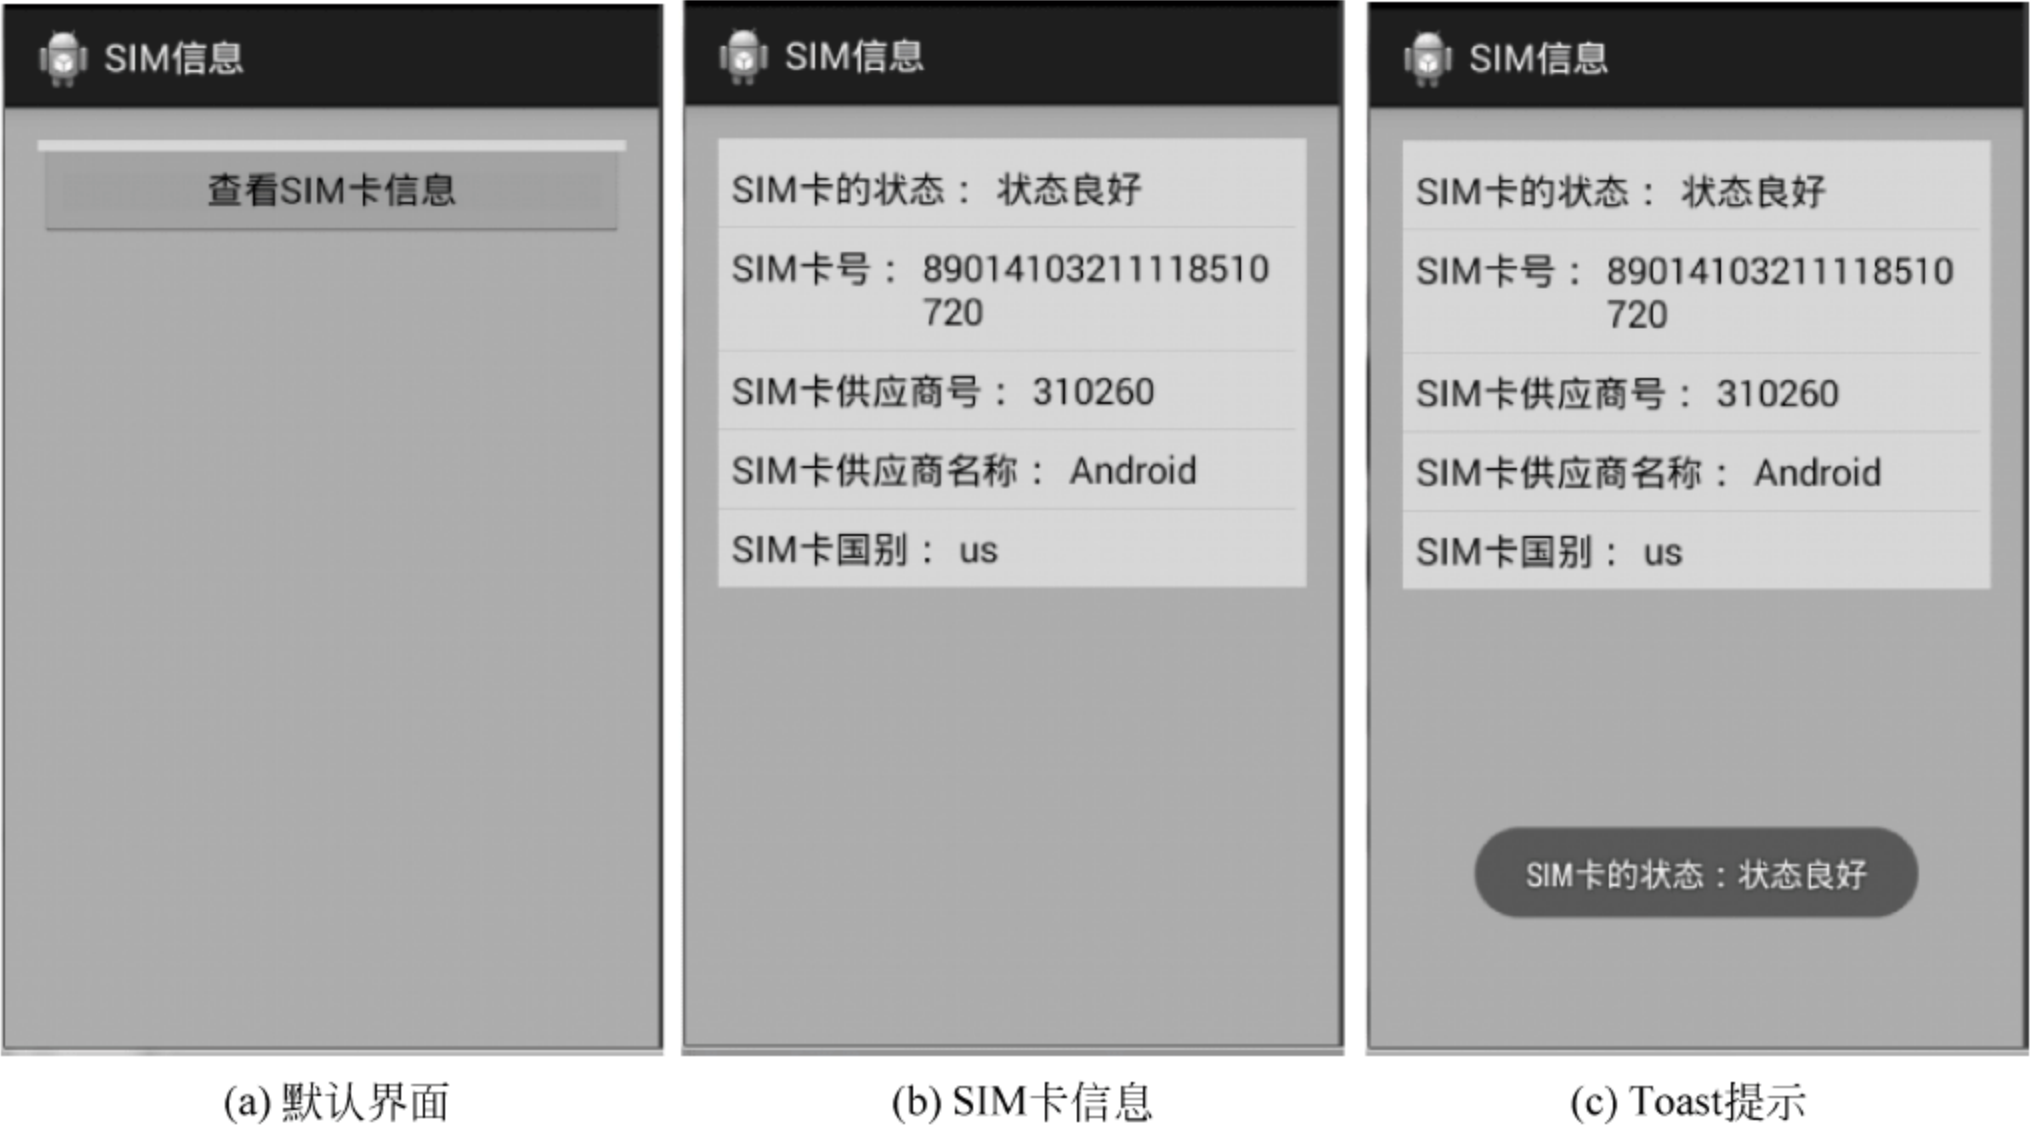 SIM信息
查看SIM卡信息
(a) 默认界面
SIM信息
SIM卡的状态： 状态良好
SIM卡号： 89014103211118510
720
SIM卡供应商号： 310260
SIM卡供应商名称： Android
SIM卡国别： us
(b) SIM卡信息
SIM信息
SIM卡的状态： 状态良好
SIM卡号： 89014103211118510
720
SIM卡供应商号： 310260
SIM卡供应商名称： Android
SIM卡国别： us
SIM卡的状态：状态良好
(c) Toast提示